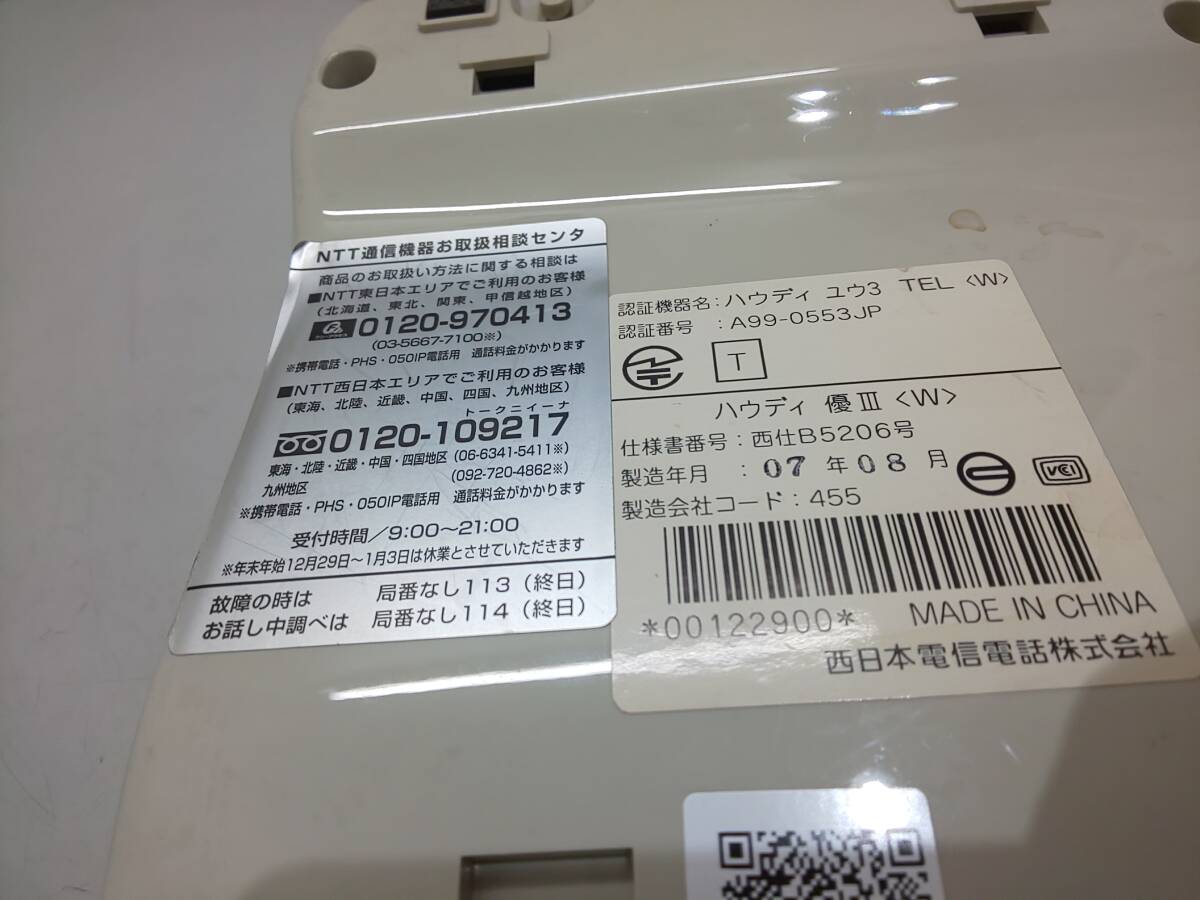 NTT通信機器お取扱相談センタ
商品のお取扱い方法に関する相談は
■NTT東日本エリアでご利用のお客様
(北海道、東北、関東、甲信越地区)
0120-970413
(03-5667-7100※)
※携帯電話・PHS・050IP電話用 通話料金がかかります
■NTT西日本エリアでご利用のお客様
(東海、北陸、近畿、中国、四国、九州地区)
トークニイーナ
0120-109217
東海・北陸・近畿・中国・四国地区 (06-6341-5411※)
九州地区 (092-720-4862※)
※携帯電話・PHS・050IP電話用 通話料金がかかります
受付時間/9:00～21:00
※年末年始12月29日～1月3日は休業とさせていただきます
故障の時は 局番なし113(終日)
お話し中調べは 局番なし114(終日)
認証機器名:ハウディ ユウ3 TEL <W>
認証番号 :A99-0553JP
T
ハウディ 優Ⅲ <W>
仕様書番号:西仕B5206号
製造年月 :07年08月
VCI
製造会社コード:455
*00122900* MADE IN CHINA
西日本電信電話株式会社